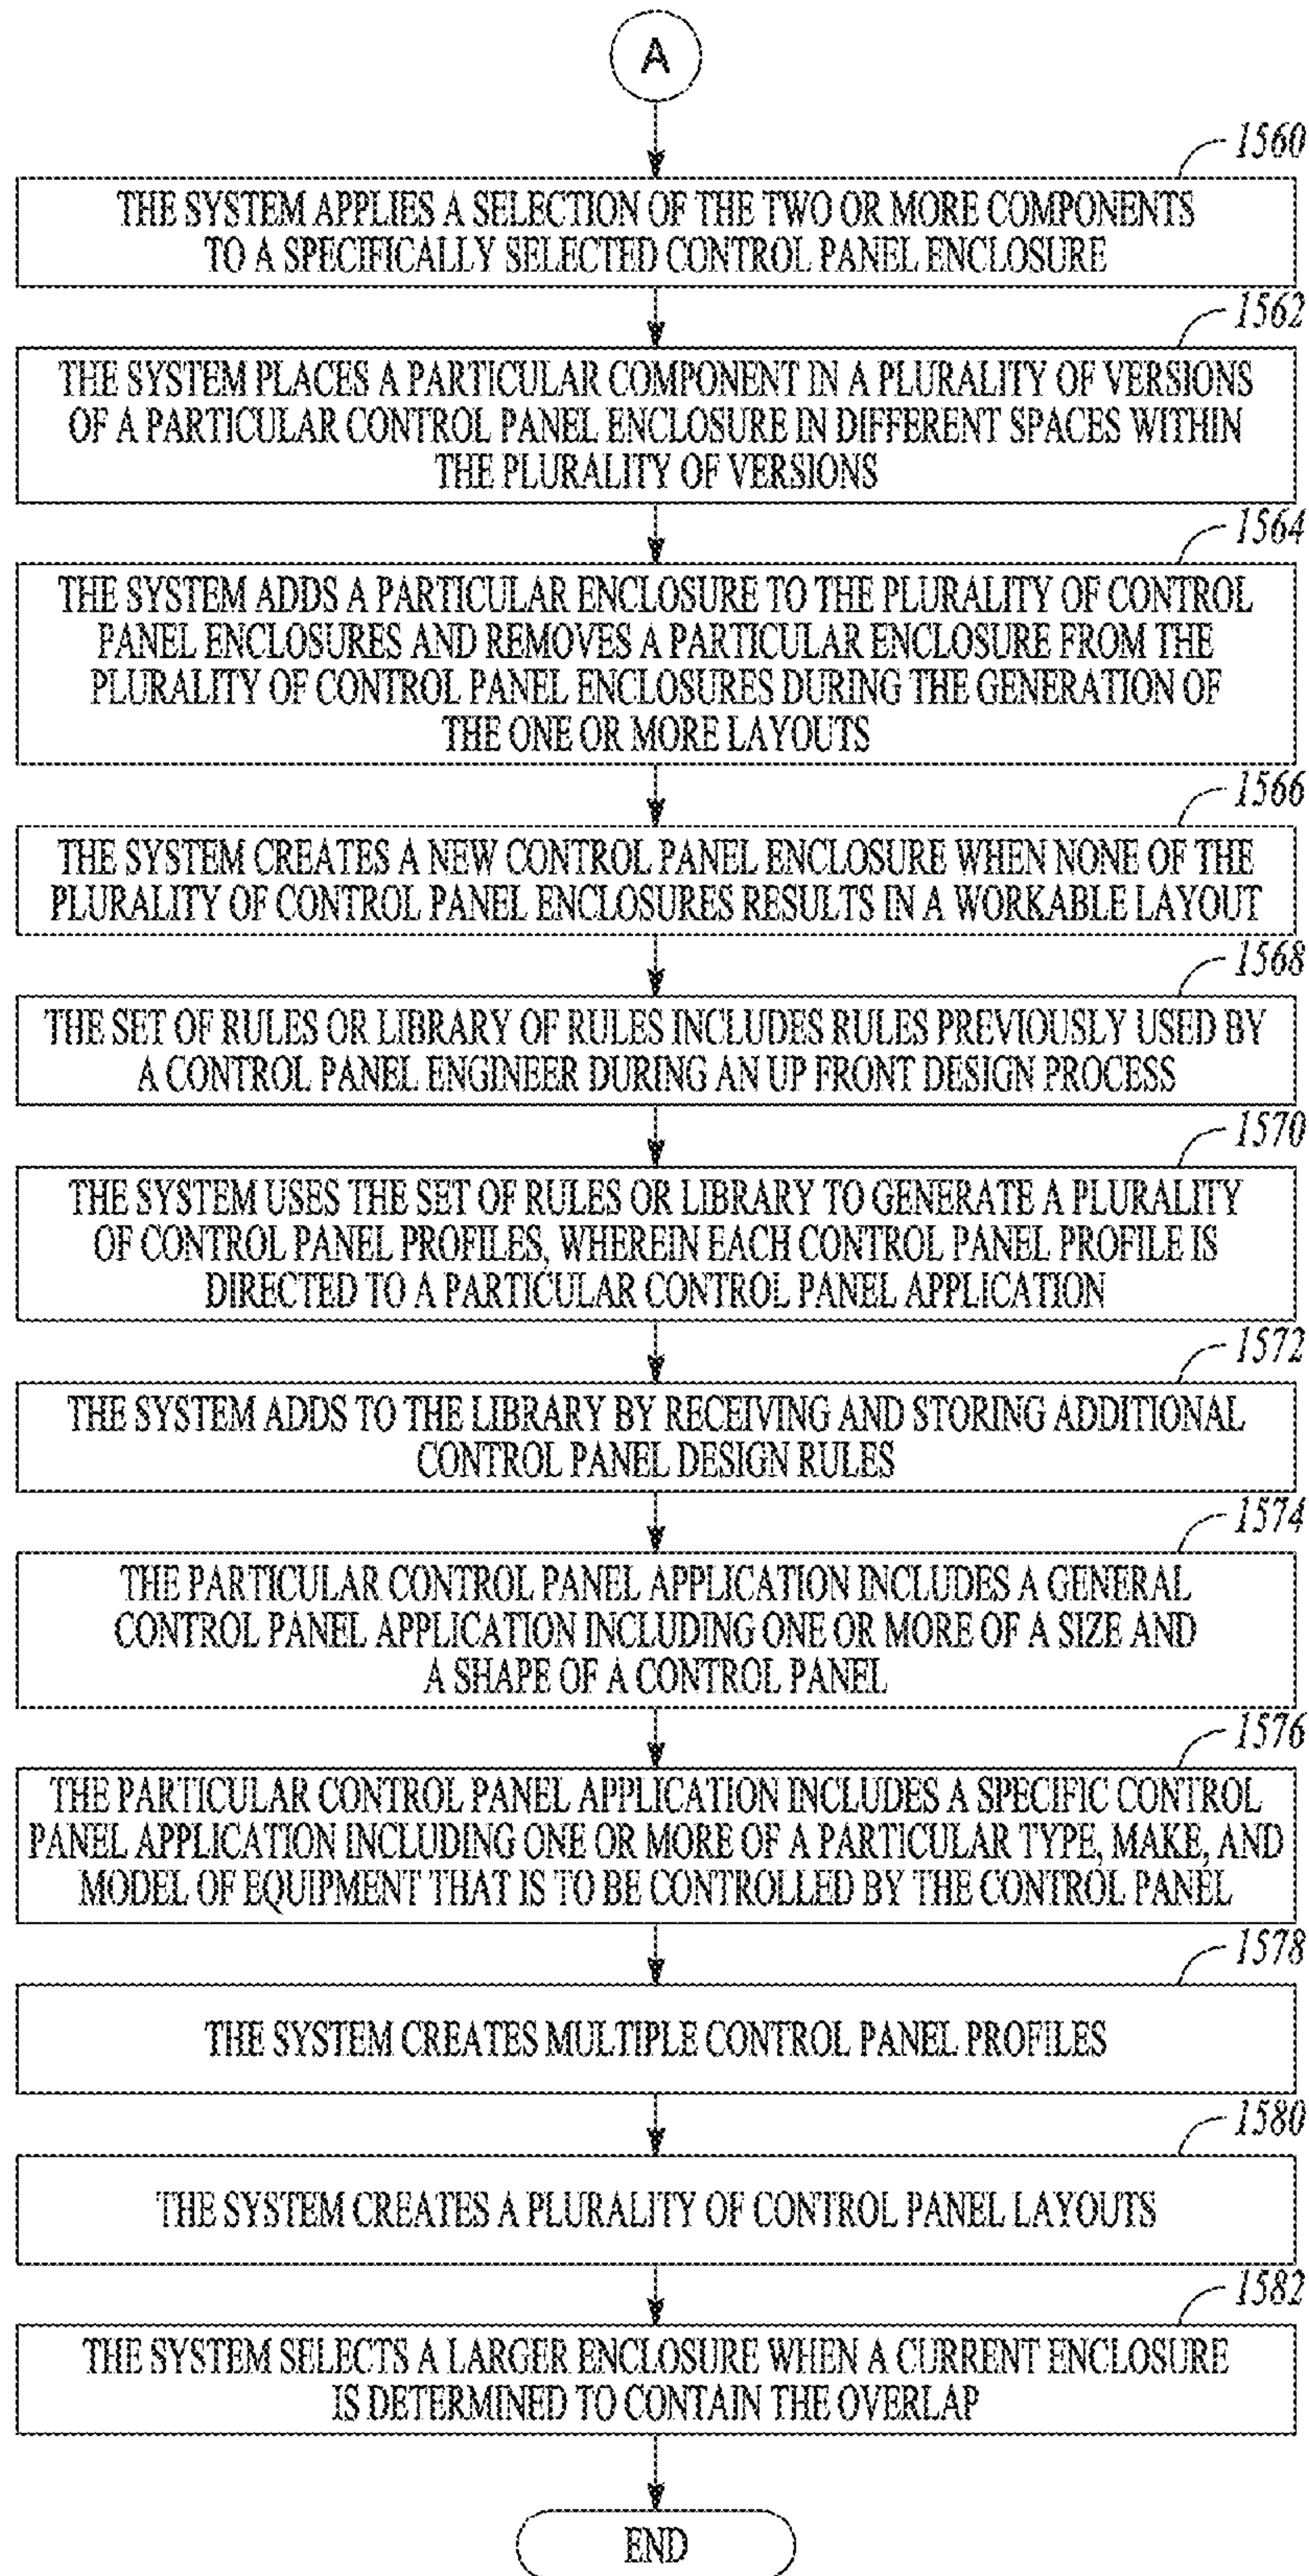 A
1560
THE SYSTEM APPLIES A SELECTION OF THE TWO OR MORE COMPONENTS
TO A SPECIFICALLY SELECTED CONTROL PANEL ENCLOSURE
1562
THE SYSTEM PLACES A PARTICULAR COMPONENT IN A PLURALITY OF VERSIONS
OF A PARTICULAR CONTROL PANEL ENCLOSURE IN DIFFERENT SPACES WITHIN
THE PLURALITY OF VERSIONS
1564
THE SYSTEM ADDS A PARTICULAR ENCLOSURE TO THE PLURALITY OF CONTROL
PANEL ENCLOSURES AND REMOVES A PARTICULAR ENCLOSURE FROM THE
PLURALITY OF CONTROL PANEL ENCLOSURES DURING THE GENERATION OF
THE ONE OR MORE LAYOUTS
1566
THE SYSTEM CREATES A NEW CONTROL PANEL ENCLOSURE WHEN NONE OF THE
PLURALITY OF CONTROL PANEL ENCLOSURES RESULTS IN A WORKABLE LAYOUT
1568
THE SET OF RULES OR LIBRARY OF RULES INCLUDES RULES PREVIOUSLY USED BY
A CONTROL PANEL ENGINEER DURING AN UP FRONT DESIGN PROCESS
1570
THE SYSTEM USES THE SET OF RULES OR LIBRARY TO GENERATE A PLURALITY
OF CONTROL PANEL PROFILES, WHEREIN EACH CONTROL PANEL PROFILE IS
DIRECTED TO A PARTICULAR CONTROL PANEL APPLICATION
1572
THE SYSTEM ADDS TO THE LIBRARY BY RECEIVING AND STORING ADDITIONAL
CONTROL PANEL DESIGN RULES
1574
THE PARTICULAR CONTROL PANEL APPLICATION INCLUDES A GENERAL
CONTROL PANEL APPLICATION INCLUDING ONE OR MORE OF A SIZE AND
A SHAPE OF A CONTROL PANEL
1576
THE PARTICULAR CONTROL PANEL APPLICATION INCLUDES A SPECIFIC CONTROL
PANEL APPLICATION INCLUDING ONE OR MORE OF A PARTICULAR TYPE, MAKE, AND
MODEL OF EQUIPMENT THAT IS TO BE CONTROLLED BY THE CONTROL PANEL
1578
THE SYSTEM CREATES MULTIPLE CONTROL PANEL PROFILES
1580
THE SYSTEM CREATES A PLURALITY OF CONTROL PANEL LAYOUTS
1582
THE SYSTEM SELECTS A LARGER ENCLOSURE WHEN A CURRENT ENCLOSURE
IS DETERMINED TO CONTAIN THE OVERLAP
END